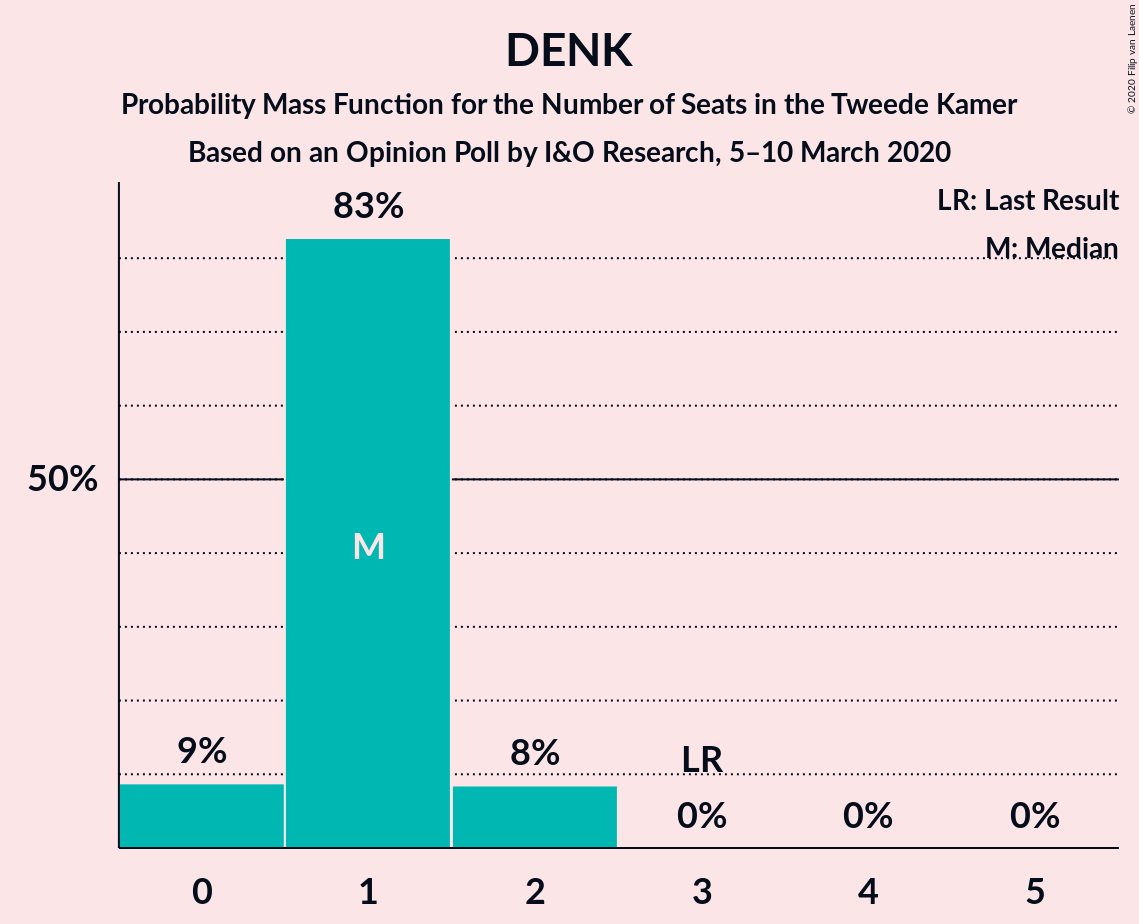 DENK
Probability Mass Function for the Number of Seats in the Tweede Kamer
Based on an Opinion Poll by I&O Research, 5–10 March 2020
© 2020 Filip van Laenen
LR: Last Result
M: Median
83%
50%
M
9%
8%
LR
0%
0%
0%
0
1
2
3
4
5